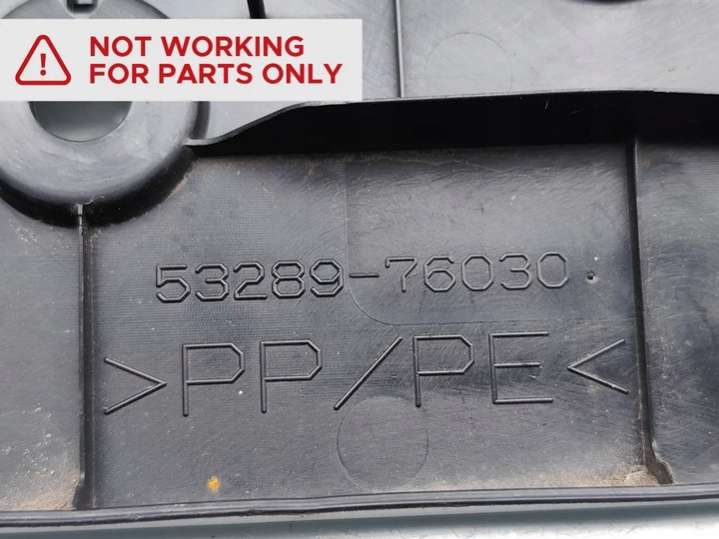 NOT WORKING
FOR PARTS ONLY
53289-76030
>PP/PE<